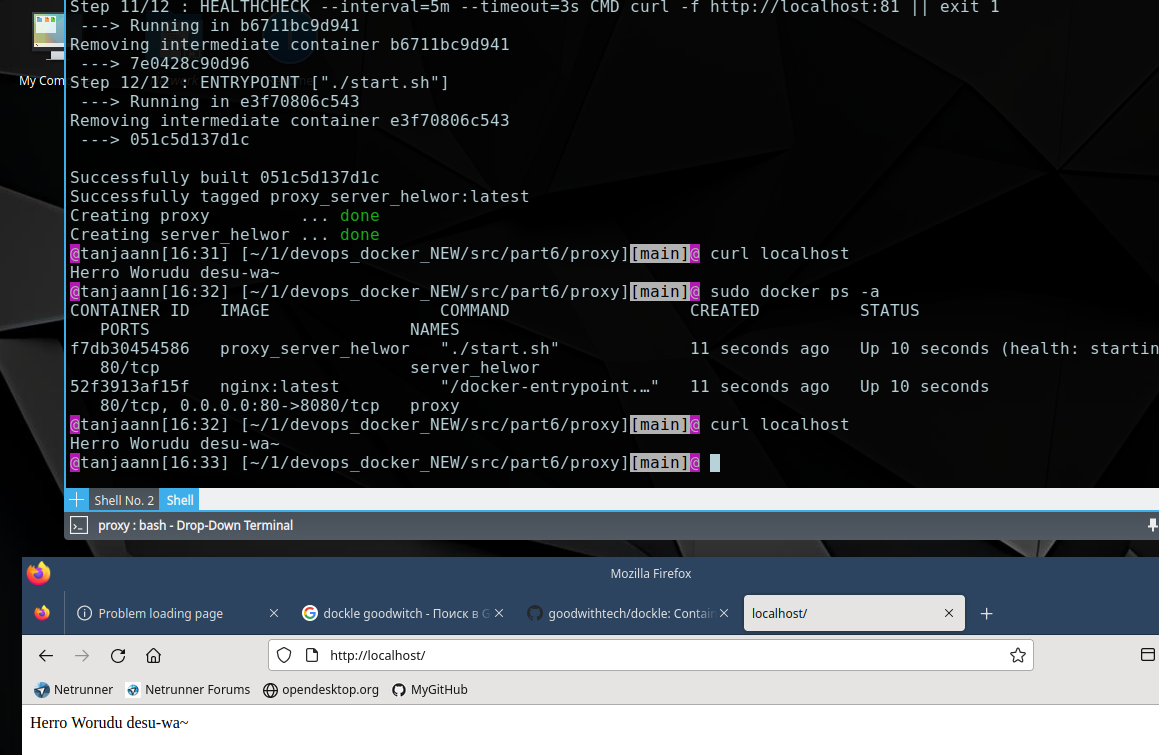 Step 11/12 : HEALTHCHECK --interval=5m --timeout=3s CMD curl -f http://localhost:81 || exit 1
---> Running in b6711bc9d941
Removing intermediate container b6711bc9d941
---> 7e0428c90d96
My Com
Step 12/12 : ENTRYPOINT ["./start.sh"]
---> Running in e3f70806c543
Removing intermediate container e3f70806c543
---> 051c5d137d1c
Successfully built 051c5d137d1c
Successfully tagged proxy_server_helwor:latest
Creating proxy ... done
Creating server_helwor ... done
@tanjaann[16:31] [~/1/devops_docker_NEW/src/part6/proxy][main]@ curl localhost
Herro Worudu desu-wa~
@tanjaann[16:32] [~/1/devops_docker_NEW/src/part6/proxy][main]@ sudo docker ps -a
CONTAINER ID IMAGE COMMAND CREATED STATUS
PORTS NAMES
f7db30454586 proxy_server_helwor "./start.sh" 11 seconds ago Up 10 seconds (health: startin
80/tcp server_helwor
52f3913af15f nginx:latest "/docker-entrypoint.…" 11 seconds ago Up 10 seconds
80/tcp, 0.0.0.0:80->8080/tcp proxy
@tanjaann[16:32] [~/1/devops_docker_NEW/src/part6/proxy][main]@ curl localhost
Herro Worudu desu-wa~
@tanjaann[16:33] [~/1/devops_docker_NEW/src/part6/proxy][main]@
Shell No. 2 Shell
proxy : bash - Drop-Down Terminal
Mozilla Firefox
Problem loading page dockle goodwitch - Поиск в G goodwithtech/dockle: Contain localhost/
http://localhost/
Netrunner Netrunner Forums opendesktop.org MyGitHub
Herro Worudu desu-wa~